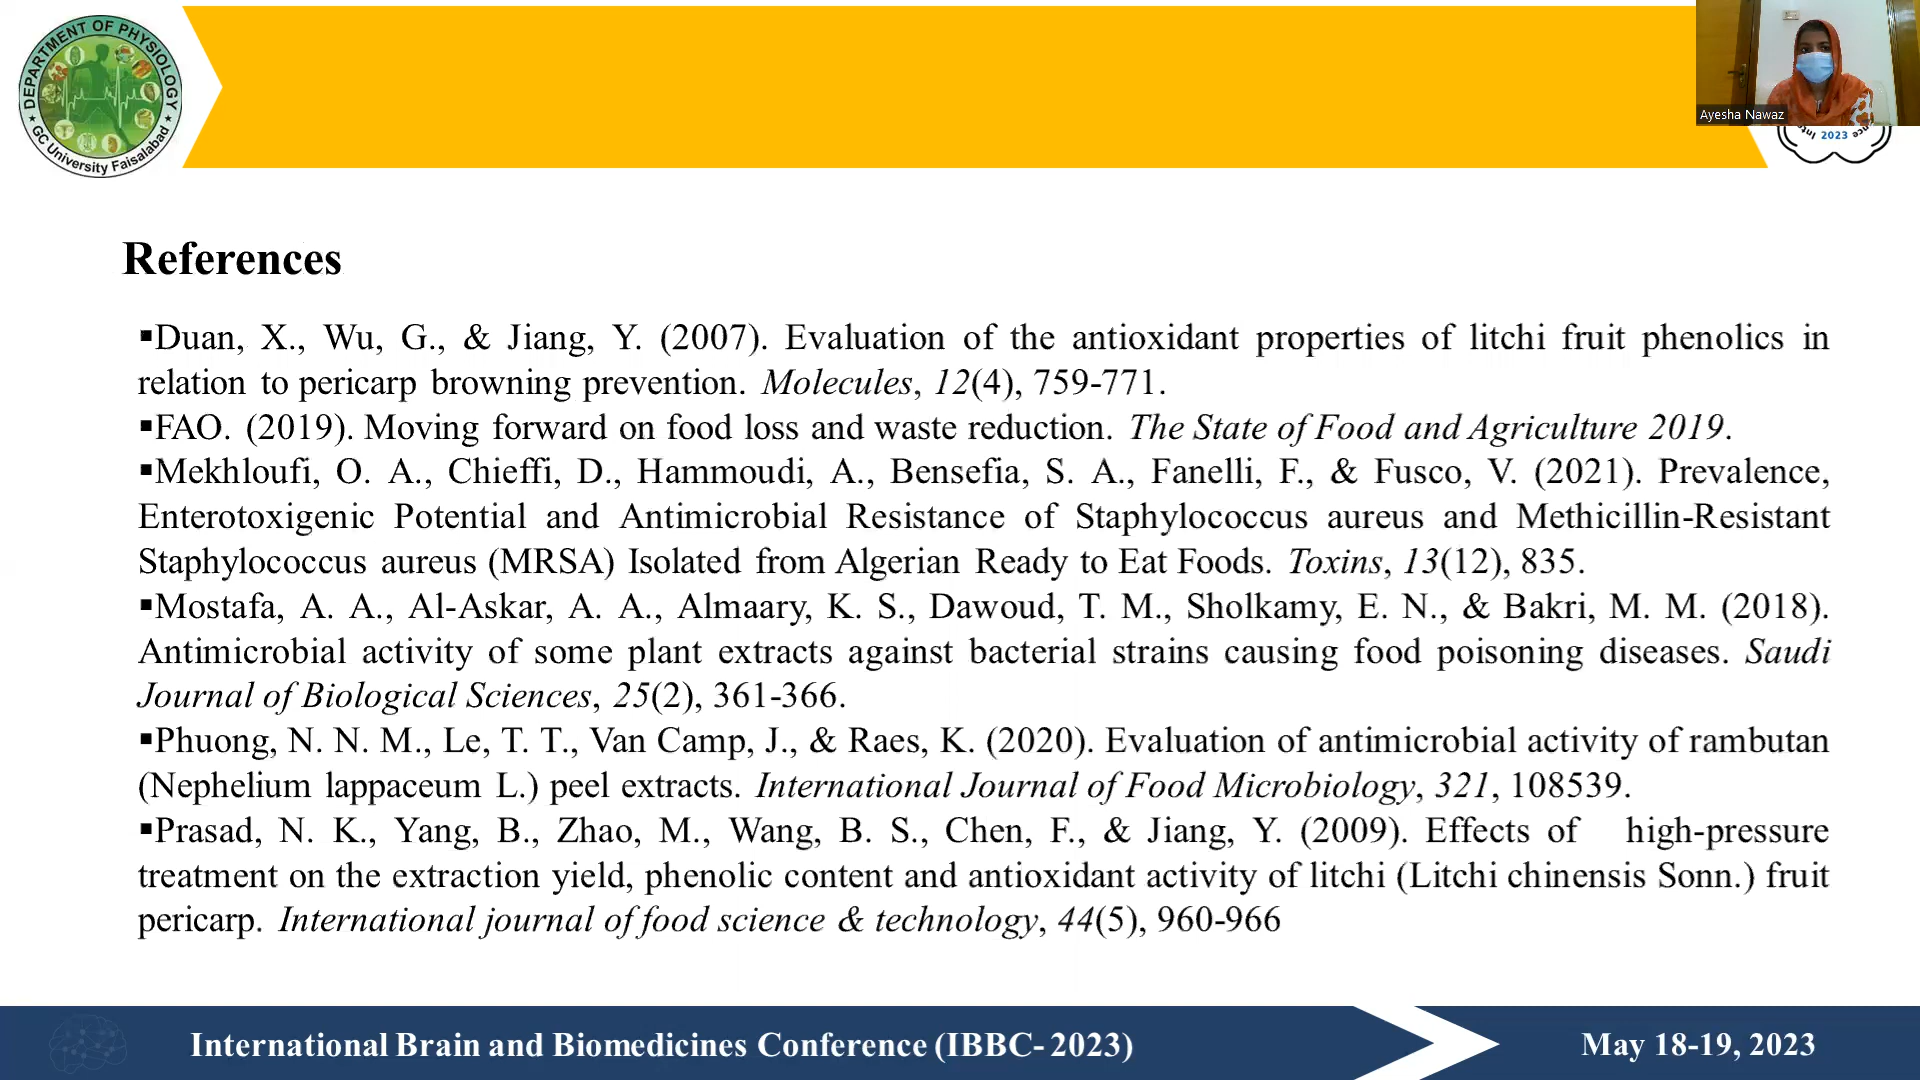 DEPARTMENT OF PHYSIOLOGY
GC University Faisalabad
Ayesha Nawaz
2023
References
▪Duan, X., Wu, G., & Jiang, Y. (2007). Evaluation of the antioxidant properties of litchi fruit phenolics in
relation to pericarp browning prevention. Molecules, 12(4), 759-771.
▪FAO. (2019). Moving forward on food loss and waste reduction. The State of Food and Agriculture 2019.
▪Mekhloufi, O. A., Chieffi, D., Hammoudi, A., Bensefia, S. A., Fanelli, F., & Fusco, V. (2021). Prevalence,
Enterotoxigenic Potential and Antimicrobial Resistance of Staphylococcus aureus and Methicillin-Resistant
Staphylococcus aureus (MRSA) Isolated from Algerian Ready to Eat Foods. Toxins, 13(12), 835.
▪Mostafa, A. A., Al-Askar, A. A., Almaary, K. S., Dawoud, T. M., Sholkamy, E. N., & Bakri, M. M. (2018).
Antimicrobial activity of some plant extracts against bacterial strains causing food poisoning diseases. Saudi
Journal of Biological Sciences, 25(2), 361-366.
▪Phuong, N. N. M., Le, T. T., Van Camp, J., & Raes, K. (2020). Evaluation of antimicrobial activity of rambutan
(Nephelium lappaceum L.) peel extracts. International Journal of Food Microbiology, 321, 108539.
▪Prasad, N. K., Yang, B., Zhao, M., Wang, B. S., Chen, F., & Jiang, Y. (2009). Effects of high-pressure
treatment on the extraction yield, phenolic content and antioxidant activity of litchi (Litchi chinensis Sonn.) fruit
pericarp. International journal of food science & technology, 44(5), 960-966
International Brain and Biomedicines Conference (IBBC- 2023)
May 18-19, 2023